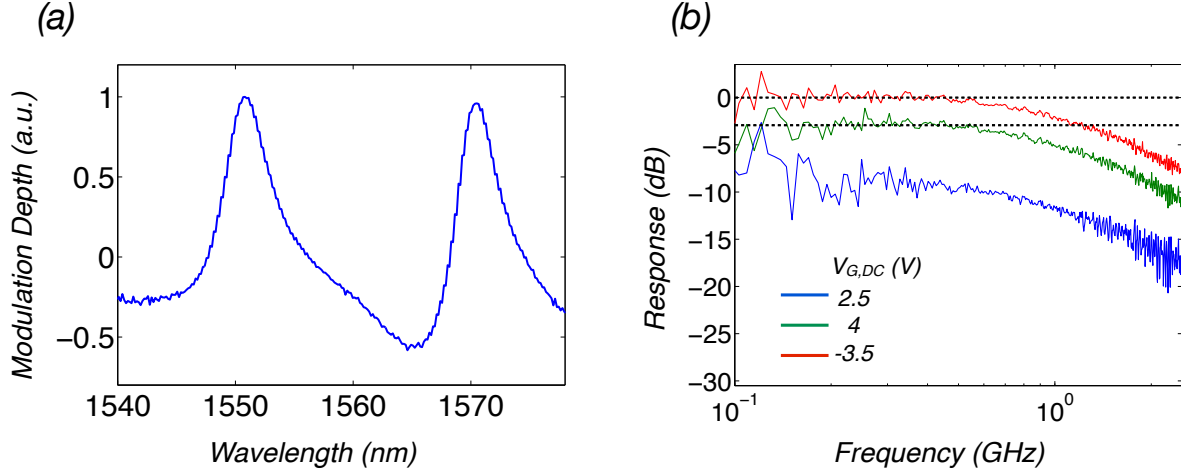 (a)
Modulation Depth (a.u.)
1
0.5
0
−0.5
1540 1550 1560 1570
Wavelength (nm)
(b)
Response (dB)
0
−5
−10
−15
−20
−25
−30
V_{G,DC} (V)
2.5
4
-3.5
10^{−1} 10^{0}
Frequency (GHz)